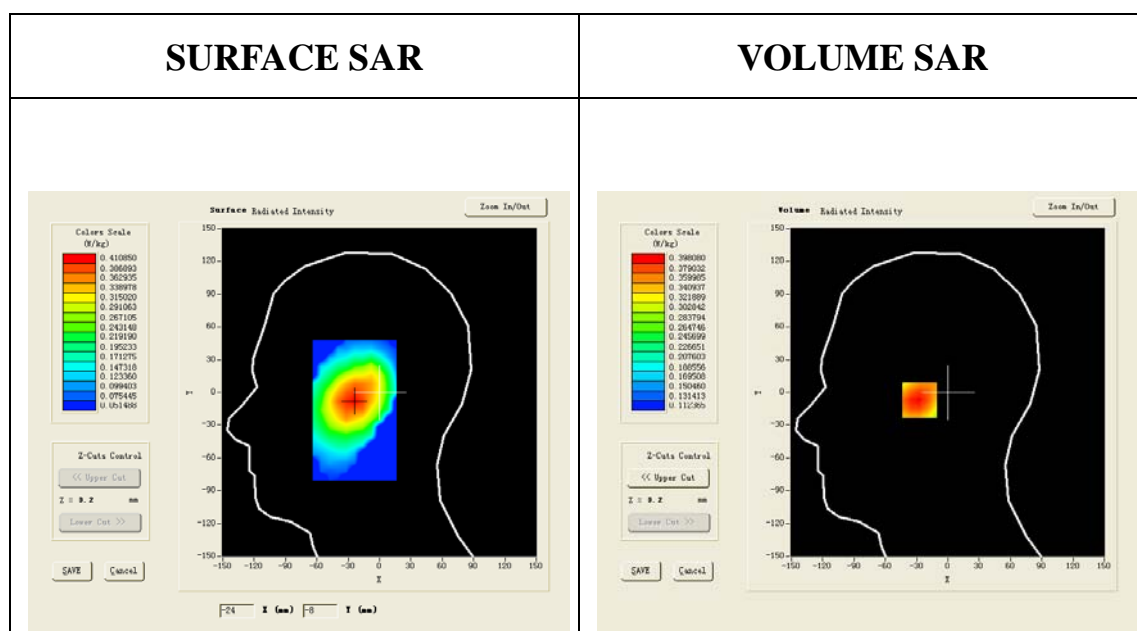 SURFACE SAR
VOLUME SAR
Surface Radiated Intensity
Zoom In/Out
Colors Scale
(W/kg)
0.410850
0.386893
0.362935
0.338978
0.315020
0.291063
0.267105
0.243148
0.219190
0.195233
0.171275
0.147318
0.123360
0.099403
0.075445
0.051488
150
120
90
60
30
0
-30
-60
-90
-120
-150
Y
-150 -120 -90 -60 -30 0 30 60 90 120 150
X
Z-Cuts Control
<< Upper Cut
Z = 0.2 mm
Lower Cut >>
SAVE Cancel
-24 X (mm) -8 Y (mm)
Volume Radiated Intensity
Zoom In/Out
Colors Scale
(W/kg)
0.398080
0.379032
0.359985
0.340937
0.321889
0.302842
0.283794
0.264746
0.245699
0.226651
0.207603
0.188556
0.169508
0.150460
0.131413
0.112365
150
120
90
60
30
0
-30
-60
-90
-120
-150
Y
-150 -120 -90 -60 -30 0 30 60 90 120 150
X
Z-Cuts Control
<< Upper Cut
Z = 0.2 mm
Lower Cut >>
SAVE Cancel